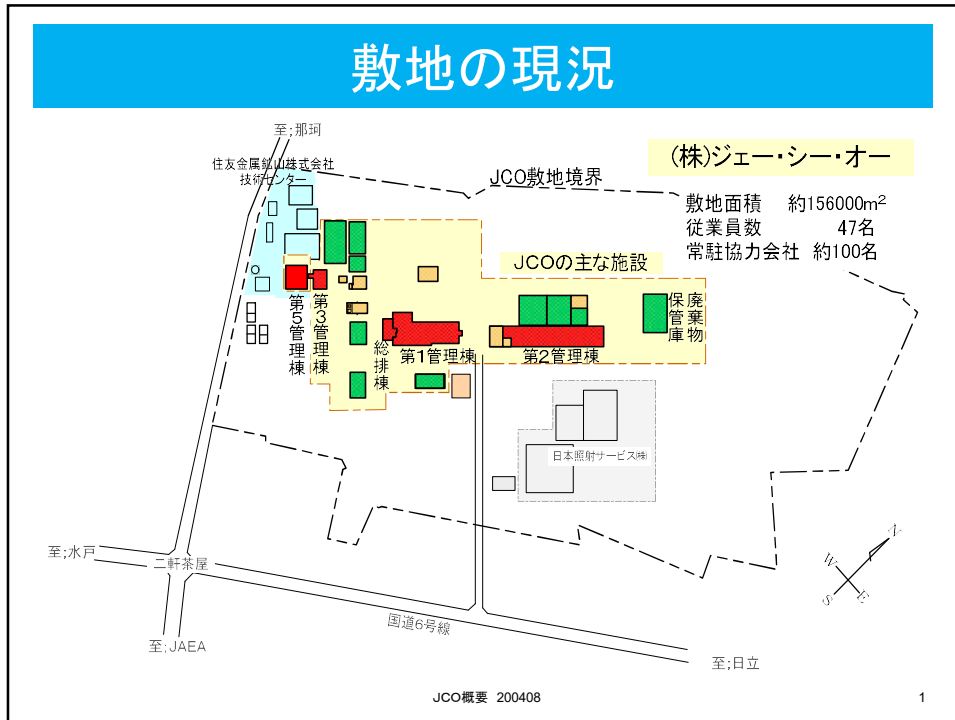 敷地の現況
至;那珂
住友金属鉱山株式会社
技術センター
JCO敷地境界
(株)ジェー・シー・オー
敷地面積 約156000m²
従業員数 47名
常駐協力会社 約100名
JCOの主な施設
第5管理棟
第3管理棟
総排棟
第1管理棟
第2管理棟
廃棄物
保管庫
日本照射サービス㈱
至;水戸
二軒茶屋
国道6号線
至;JAEA
至;日立
N
W
S
E
JCO概要 200408
1